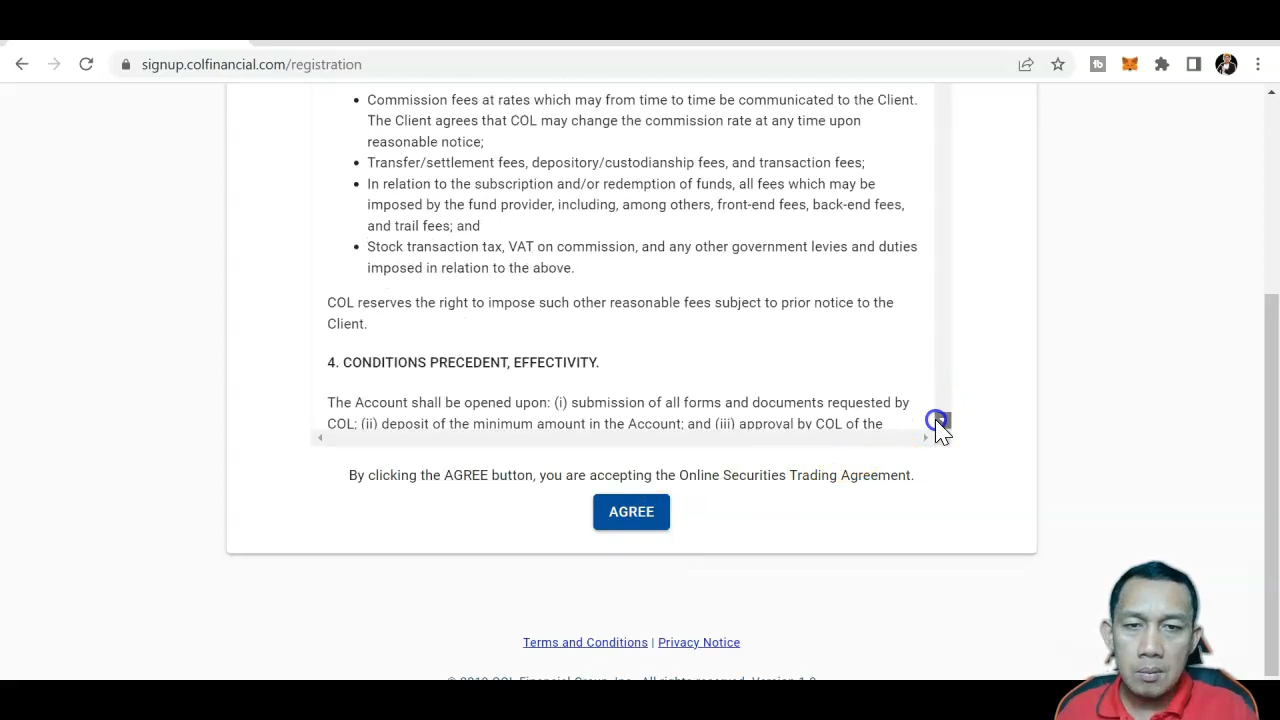 signup.colfinancial.com/registration
Commission fees at rates which may from time to time be communicated to the Client.
The Client agrees that COL may change the commission rate at any time upon
reasonable notice;
Transfer/settlement fees, depository/custodianship fees, and transaction fees;
In relation to the subscription and/or redemption of funds, all fees which may be
imposed by the fund provider, including, among others, front-end fees, back-end fees,
and trail fees; and
Stock transaction tax, VAT on commission, and any other government levies and duties
imposed in relation to the above.
COL reserves the right to impose such other reasonable fees subject to prior notice to the
Client.
4. CONDITIONS PRECEDENT, EFFECTIVITY.
The Account shall be opened upon: (i) submission of all forms and documents requested by
COL; (ii) deposit of the minimum amount in the Account; and (iii) approval by COL of the
By clicking the AGREE button, you are accepting the Online Securities Trading Agreement.
AGREE
Terms and Conditions | Privacy Notice